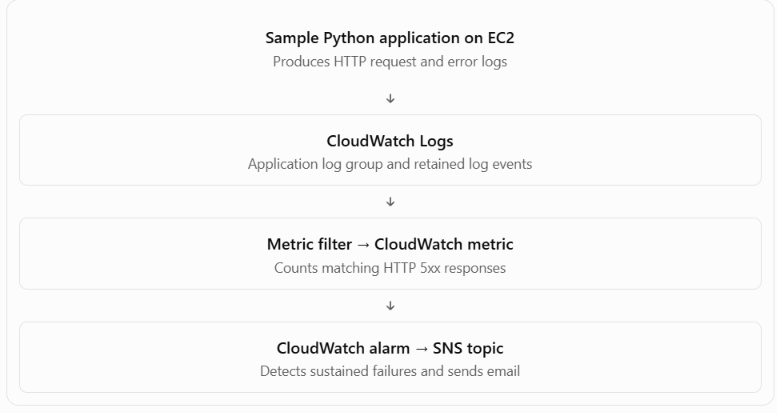 Sample Python application on EC2
Produces HTTP request and error logs
↓
CloudWatch Logs
Application log group and retained log events
↓
Metric filter → CloudWatch metric
Counts matching HTTP 5xx responses
↓
CloudWatch alarm → SNS topic
Detects sustained failures and sends email